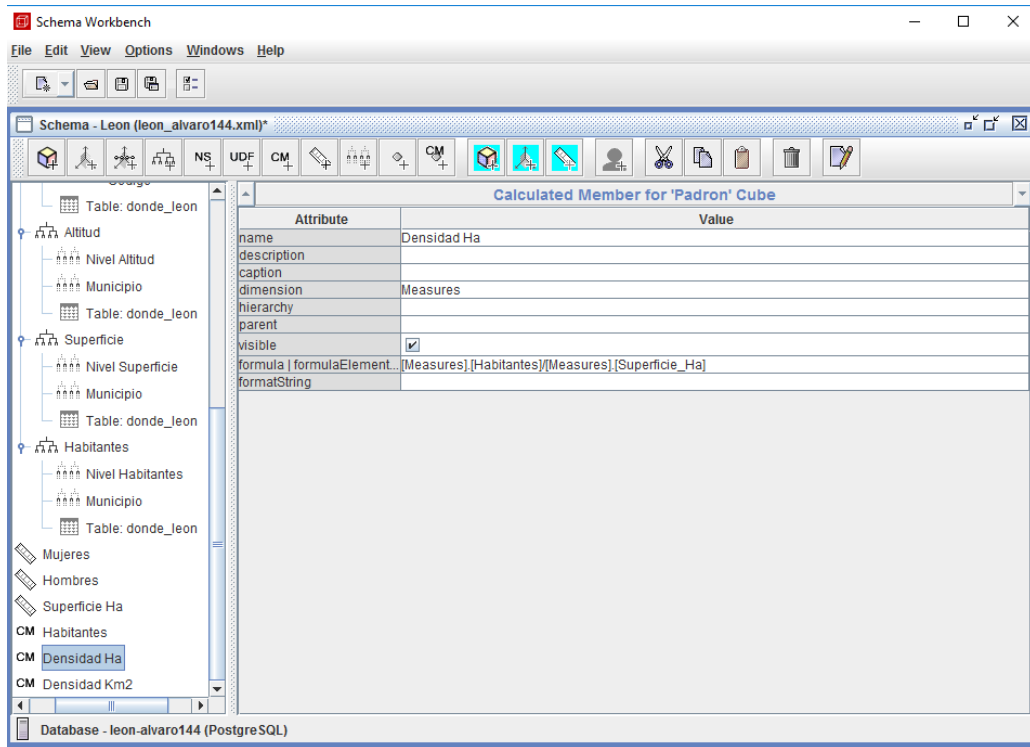 Schema Workbench
File Edit View Options Windows Help
Schema - Leon (leon_alvaro144.xml)*
NS UDF CM CM
Table: donde_leon
Altitud
Nivel Altitud
Municipio
Table: donde_leon
Superficie
Nivel Superficie
Municipio
Table: donde_leon
Habitantes
Nivel Habitantes
Municipio
Table: donde_leon
Mujeres
Hombres
Superficie Ha
CM Habitantes
CM Densidad Ha
CM Densidad Km2
Calculated Member for 'Padron' Cube
Attribute Value
name Densidad Ha
description
caption
dimension Measures
hierarchy
parent
visible
formula | formulaElement... [Measures].[Habitantes]/[Measures].[Superficie_Ha]
formatString
Database - leon-alvaro144 (PostgreSQL)